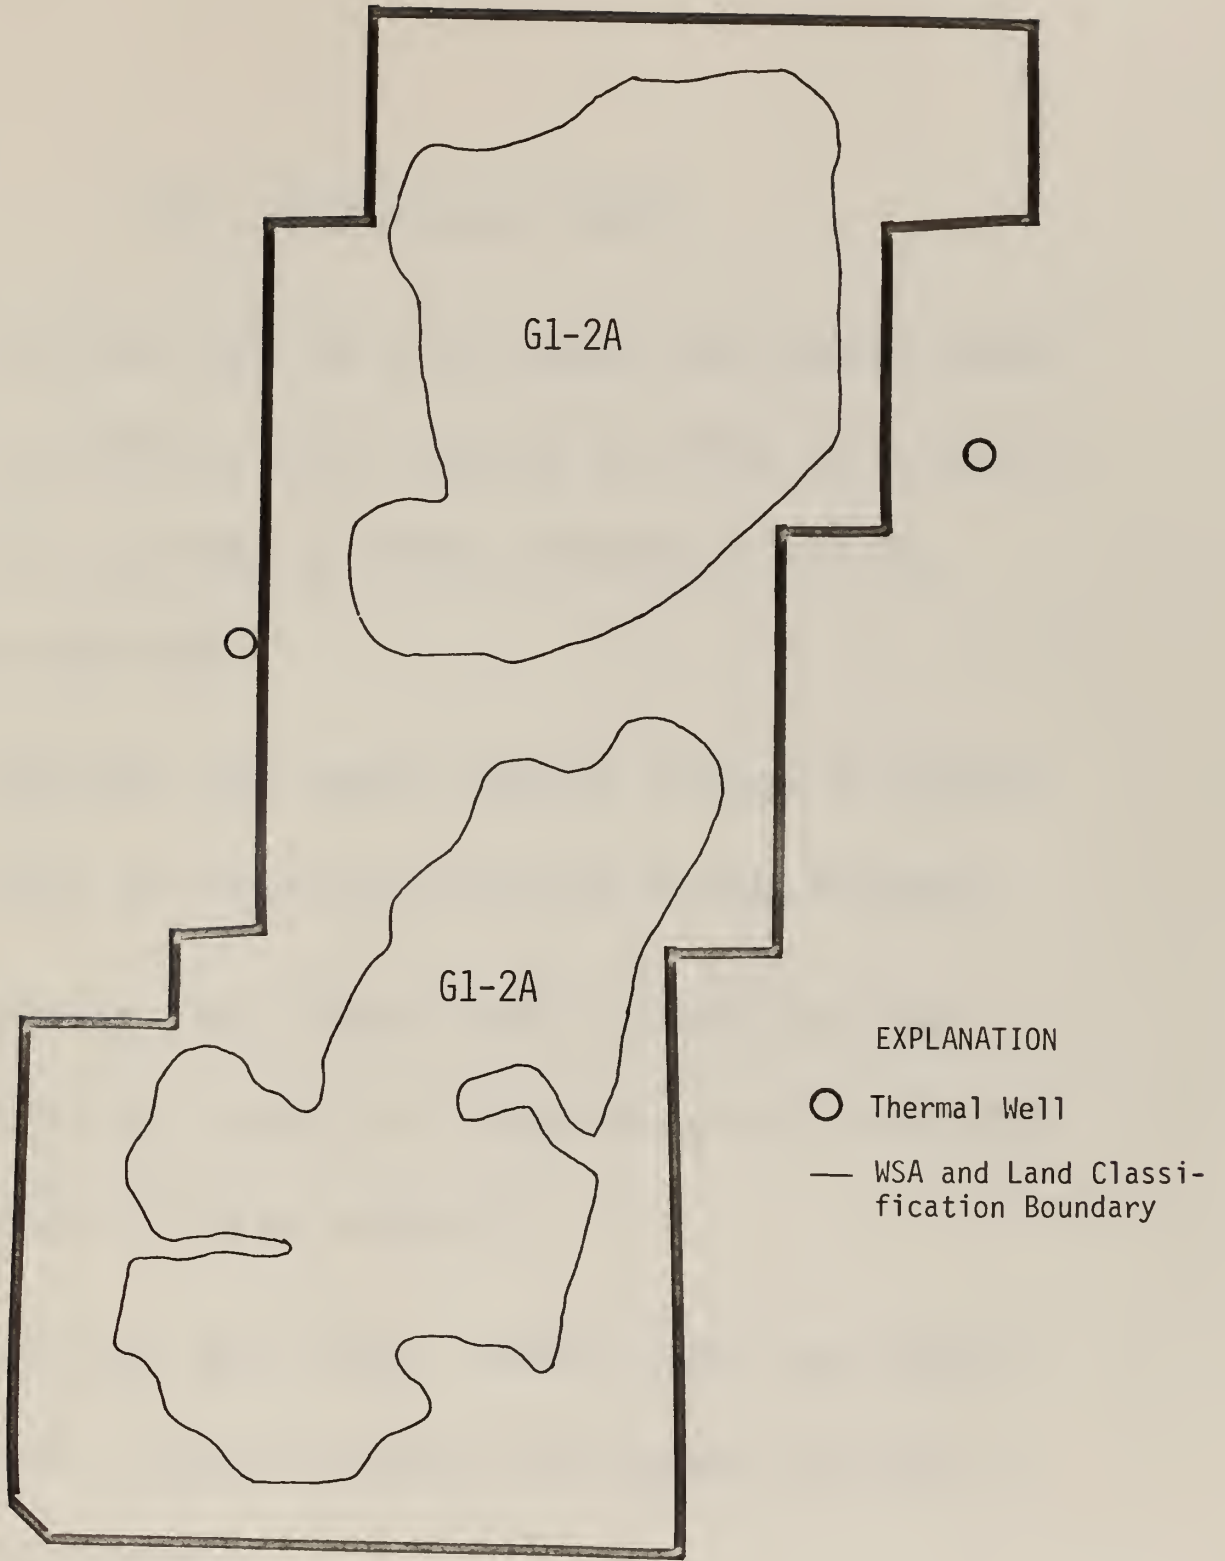 G1-2A
G1-2A
EXPLANATION
Thermal Well
WSA and Land Classi-
fication Boundary